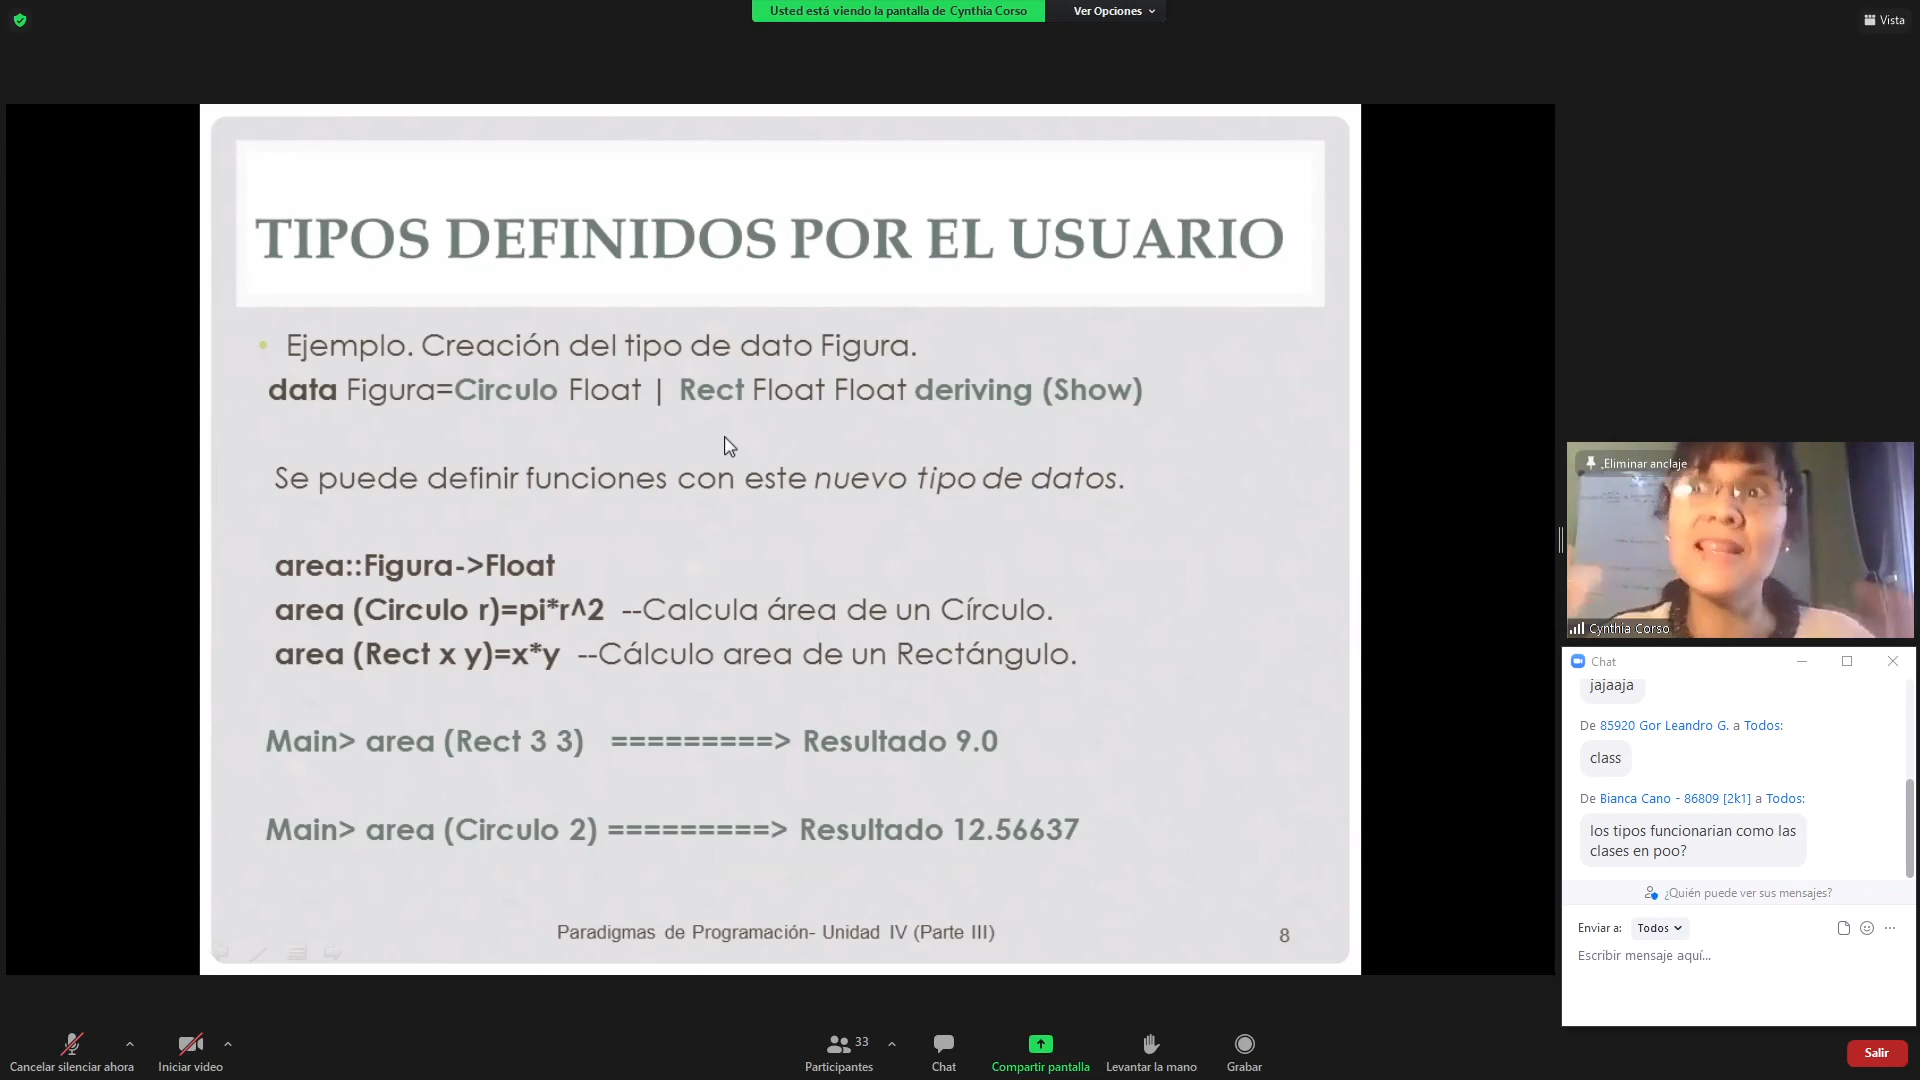 Usted está viendo la pantalla de Cynthia Corso
Ver Opciones
Vista
TIPOS DEFINIDOS POR EL USUARIO
• Ejemplo. Creación del tipo de dato Figura.
data Figura=Circulo Float | Rect Float Float deriving (Show)
Se puede definir funciones con este nuevo tipo de datos.
area::Figura->Float
area (Circulo r)=pi*r^2 --Calcula área de un Círculo.
area (Rect x y)=x*y --Cálculo area de un Rectángulo.
Main> area (Rect 3 3) =========> Resultado 9.0
Main> area (Circulo 2) =========> Resultado 12.56637
Paradigmas de Programación- Unidad IV (Parte III)
8
Eliminar anclaje
Cynthia Corso
Chat
jajaaja
De 85920 Gor Leandro G. a Todos:
class
De Bianca Cano - 86809 [2k1] a Todos:
los tipos funcionarian como las
clases en poo?
¿Quién puede ver sus mensajes?
Enviar a: Todos
Escribir mensaje aquí...
Cancelar silenciar ahora
Iniciar video
33
Participantes
Chat
Compartir pantalla
Levantar la mano
Grabar
Salir